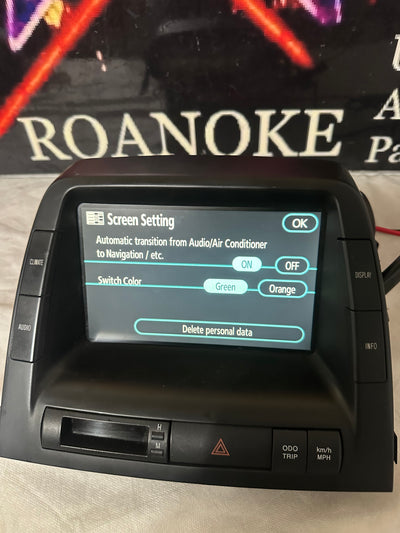 U
ROANOKE
A
Pa
Screen Setting
OK
Automatic transition from Audio/Air Conditioner
to Navigation / etc.
ON
OFF
Switch Color
Green
Orange
Delete personal data
CLIMATE
AUDIO
DISPLAY
INFO
H
M
ODO
TRIP
km/h
MPH